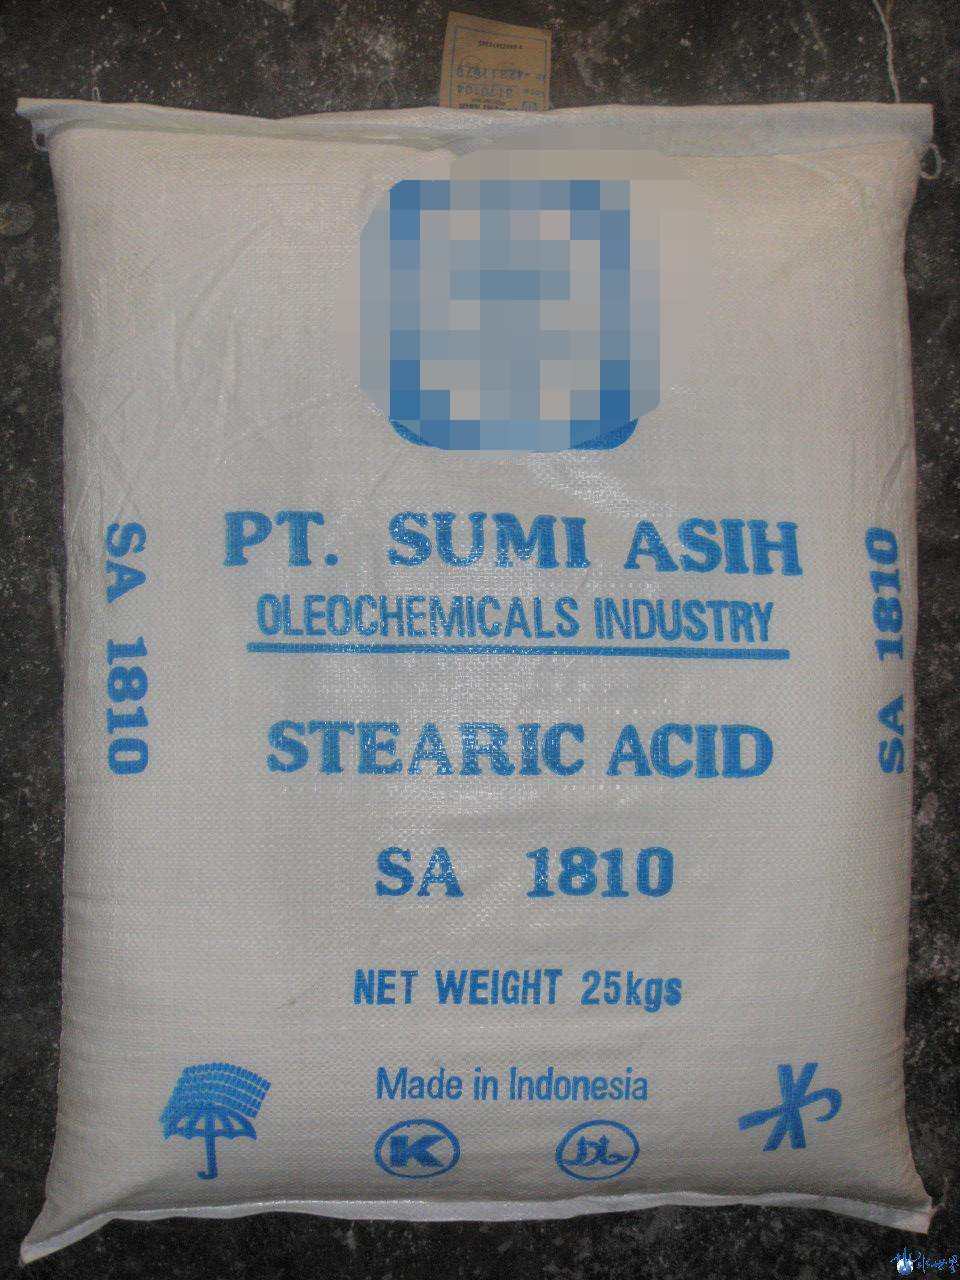 PT. SUMI ASIH
OLEOCHEMICALS INDUSTRY
STEARIC ACID
SA 1810
NET WEIGHT 25kgs
Made in Indonesia
K
SA 1810
SA 1810